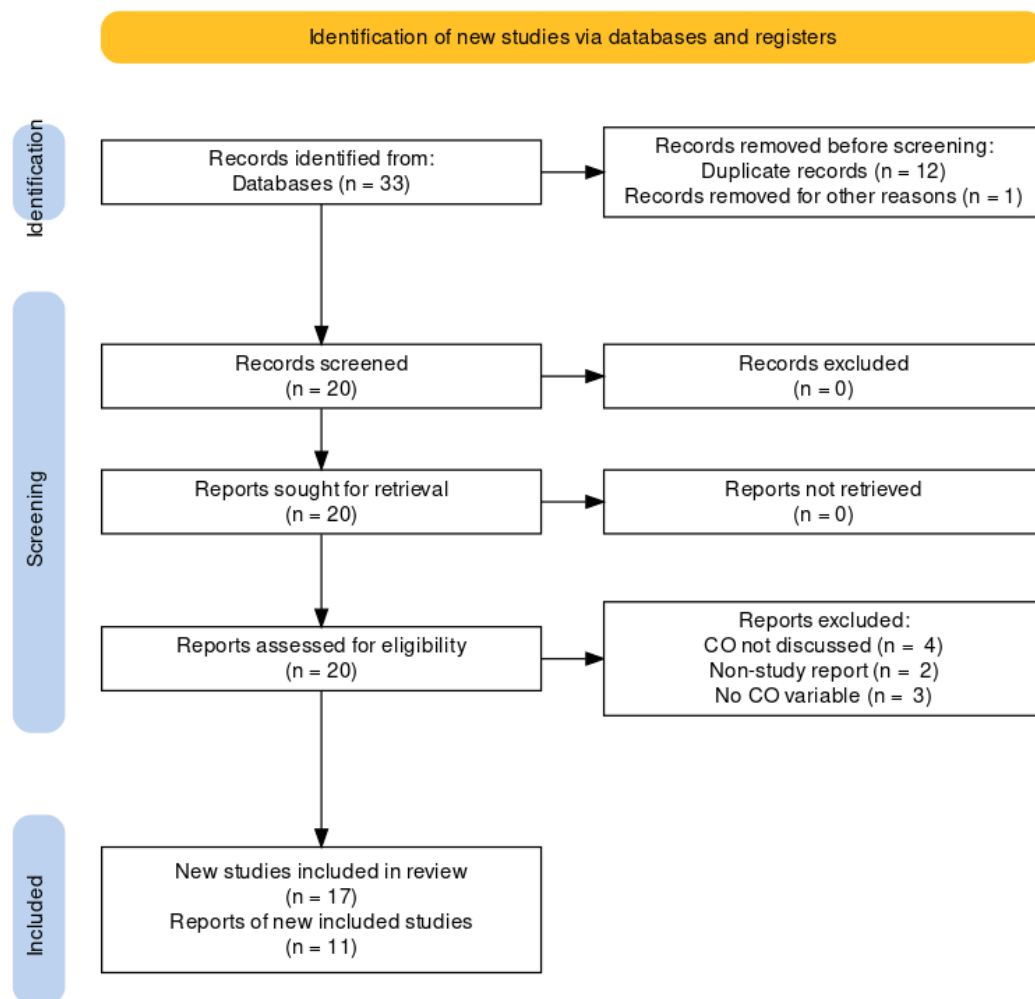 Identification of new studies via databases and registers
Identification
Records identified from:
Databases (n = 33)
Records removed before screening:
Duplicate records (n = 12)
Records removed for other reasons (n = 1)
Screening
Records screened
(n = 20)
Records excluded
(n = 0)
Reports sought for retrieval
(n = 20)
Reports not retrieved
(n = 0)
Reports assessed for eligibility
(n = 20)
Reports excluded:
CO not discussed (n = 4)
Non-study report (n = 2)
No CO variable (n = 3)
Included
New studies included in review
(n = 17)
Reports of new included studies
(n = 11)